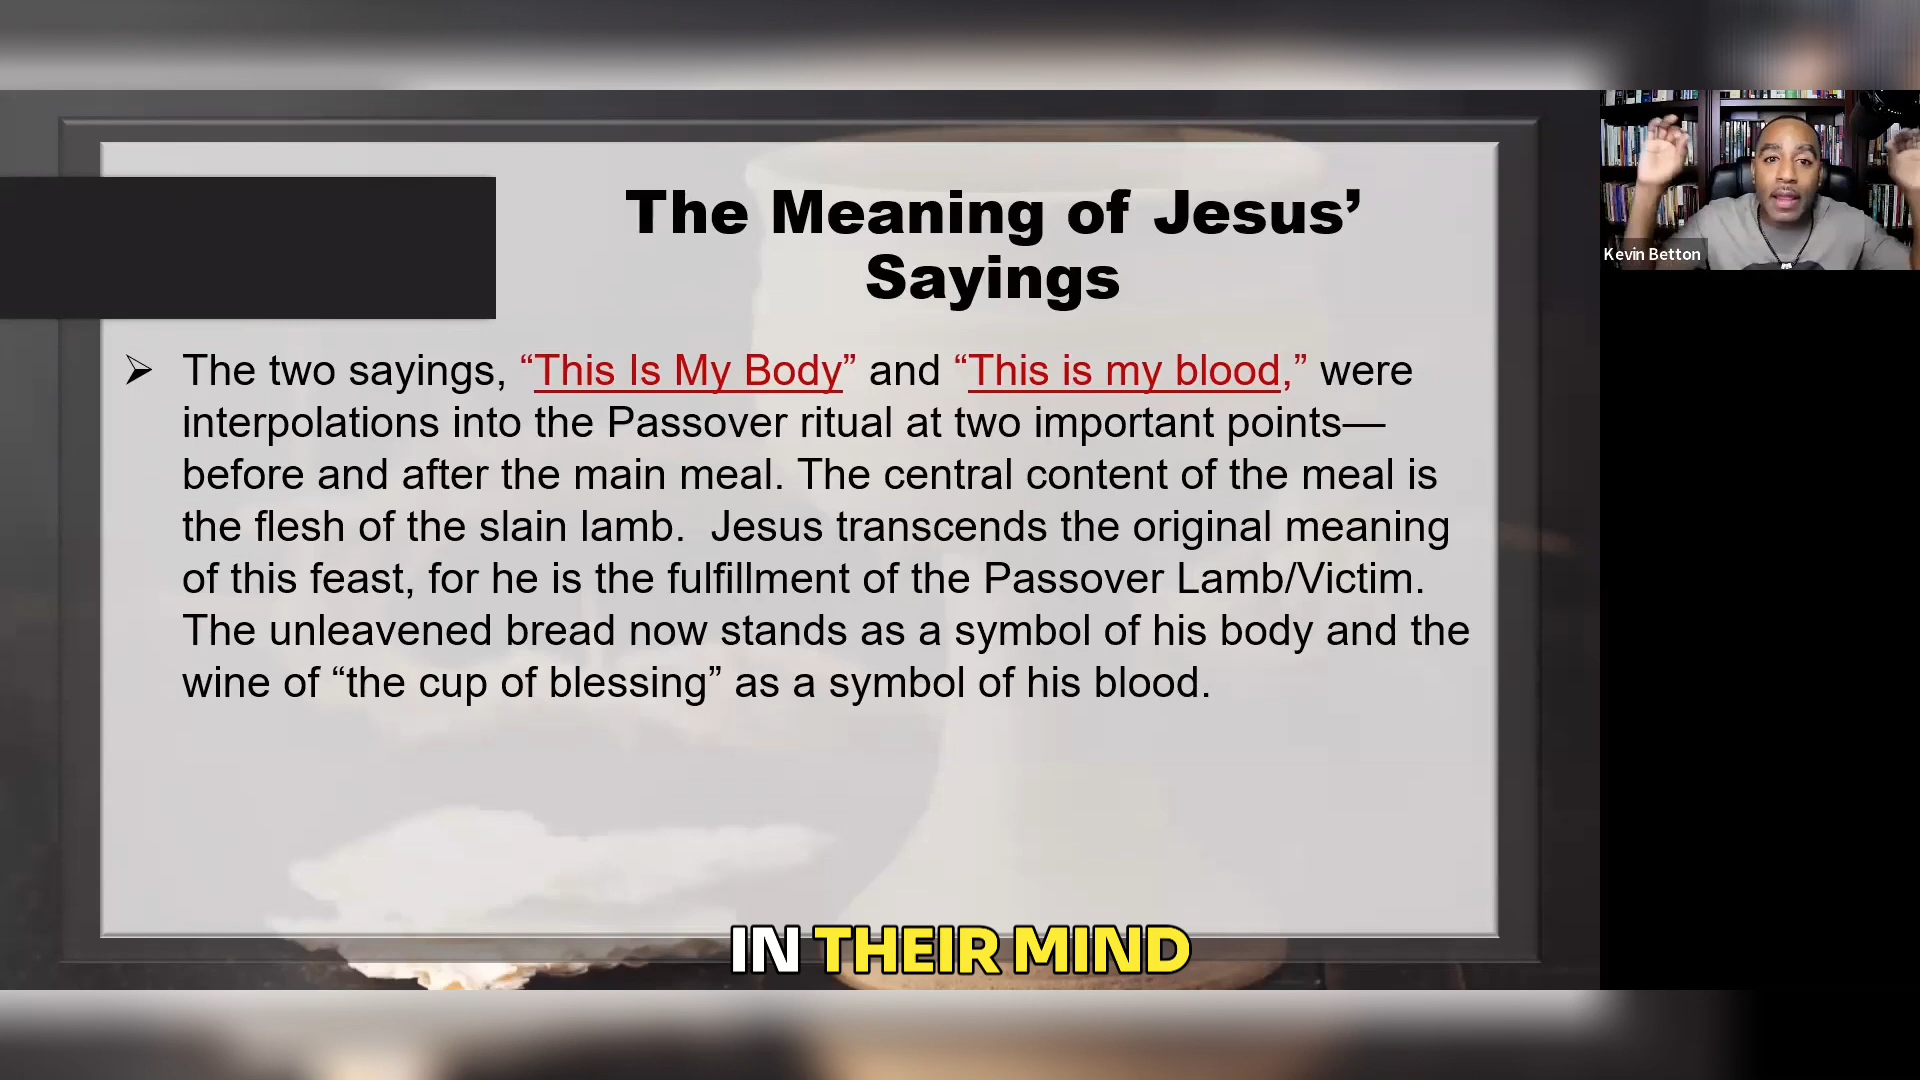 The Meaning of Jesus’
Sayings
The two sayings, “This Is My Body” and “This is my blood,” were
interpolations into the Passover ritual at two important points—
before and after the main meal. The central content of the meal is
the flesh of the slain lamb.  Jesus transcends the original meaning
of this feast, for he is the fulfillment of the Passover Lamb/Victim.
The unleavened bread now stands as a symbol of his body and the
wine of “the cup of blessing” as a symbol of his blood.
Kevin Betton
IN THEIR MIND